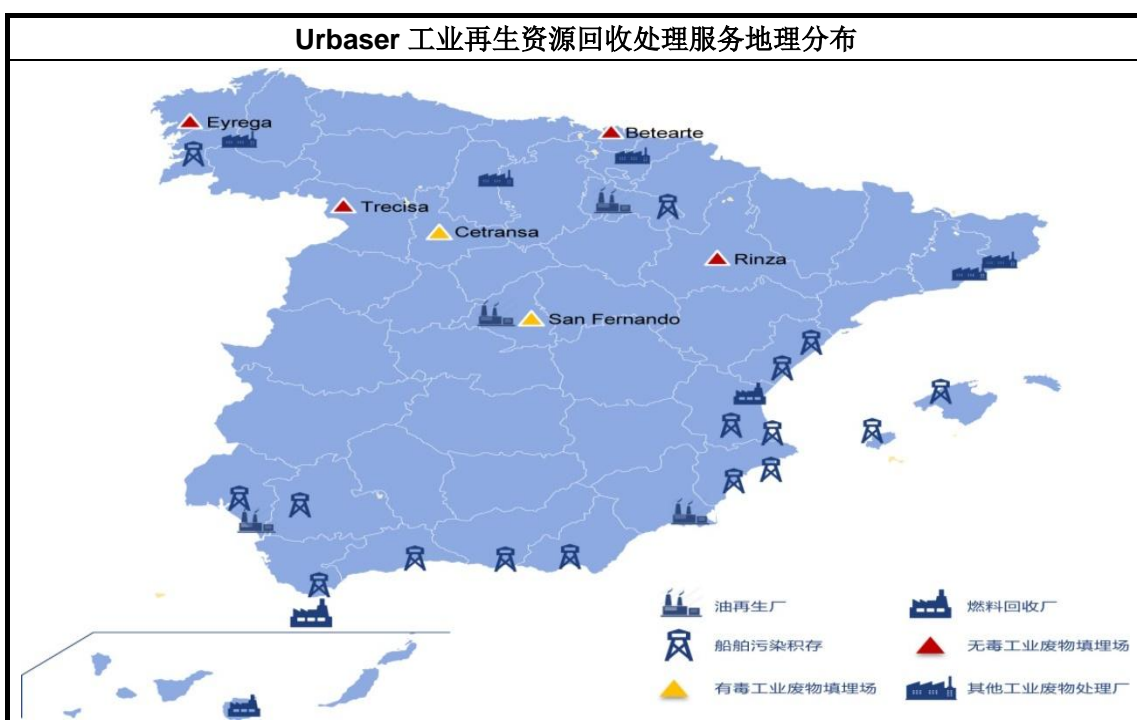 Urbaser 工业再生资源回收处理服务地理分布
Eyrega
Betearte
Trecisa
Cetransa
Rinza
San Fernando
油再生厂
燃料回收厂
船舶污染积存
无毒工业废物填埋场
有毒工业废物填埋场
其他工业废物处理厂